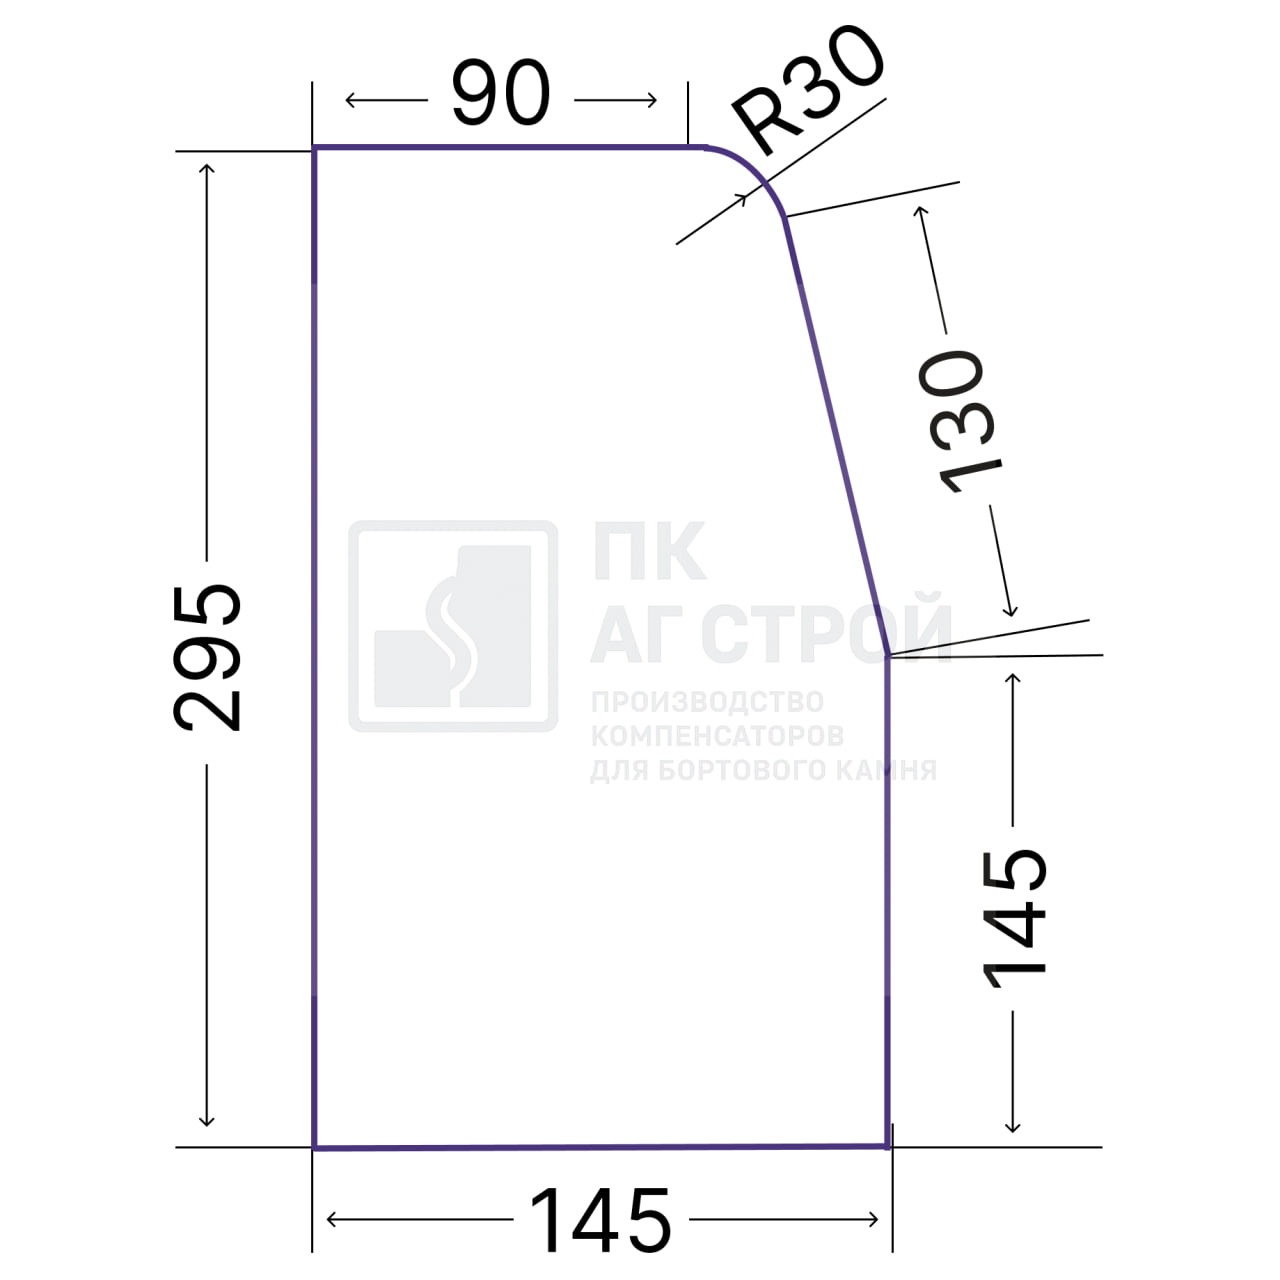 90
R30
130
295
ПК
АГ СТРОЙ
ПРОИЗВОДСТВО
КОМПЕНСАТОРОВ
ДЛЯ БОРТОВОГО КАМНЯ
145
145